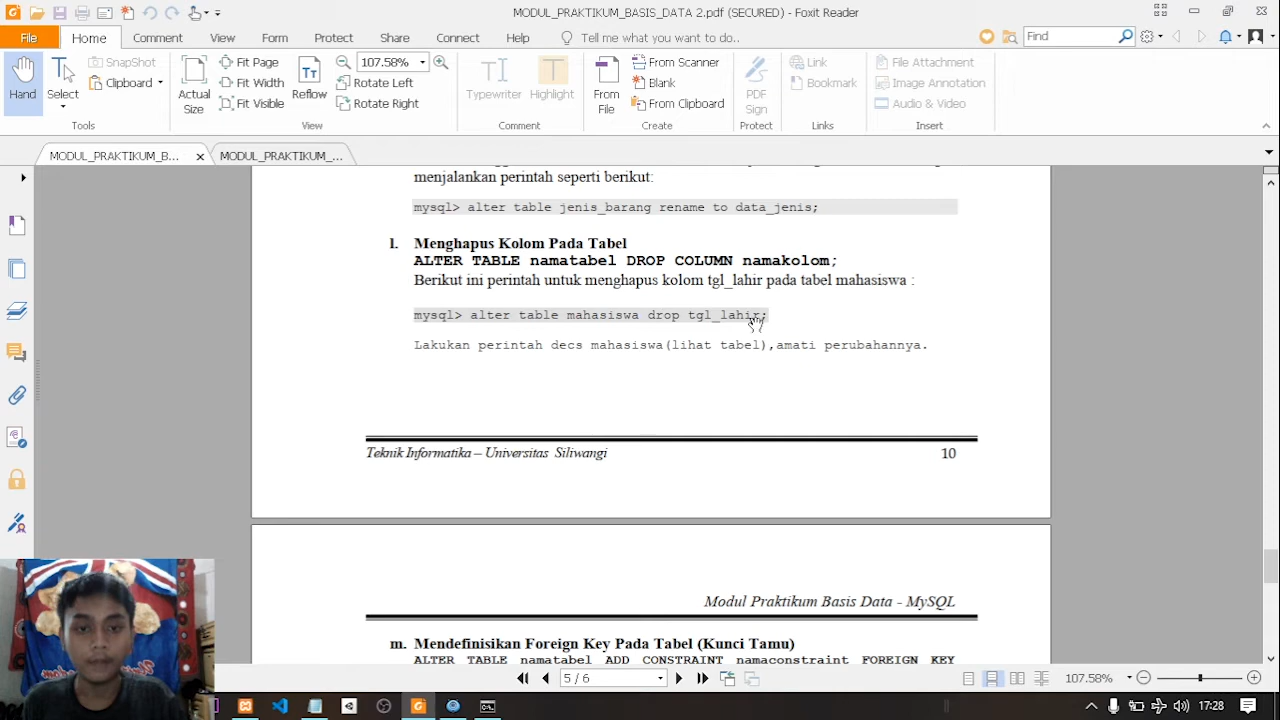 MODUL_PRAKTIKUM_BASIS_DATA 2.pdf (SECURED) - Foxit Reader
File Home Comment View Form Protect Share Connect Help Tell me what you want to do.. Find
Hand
Select
SnapShot
Clipboard
Tools
Actual Size
Fit Page
Fit Width
Fit Visible
Reflow
107.58%
Rotate Left
Rotate Right
View
Typewriter
Highlight
Comment
From File
From Scanner
Blank
From Clipboard
Create
PDF Sign
Protect
Link
Bookmark
Links
File Attachment
Image Annotation
Audio & Video
Insert
MODUL_PRAKTIKUM_B... MODUL_PRAKTIKUM_...
menjalankan perintah seperti berikut:
mysql> alter table jenis_barang rename to data_jenis;
l. Menghapus Kolom Pada Tabel
ALTER TABLE namatabel DROP COLUMN namakolom;
Berikut ini perintah untuk menghapus kolom tgl_lahir pada tabel mahasiswa :
mysql> alter table mahasiswa drop tgl_lahir;
Lakukan perintah decs mahasiswa(lihat tabel),amati perubahannya.
Teknik Informatika – Universitas Siliwangi 10
Modul Praktikum Basis Data - MySQL
m. Mendefinisikan Foreign Key Pada Tabel (Kunci Tamu)
ALTER TABLE namatabel ADD CONSTRAINT namaconstraint FOREIGN KEY
5 / 6
107.58%
17:28